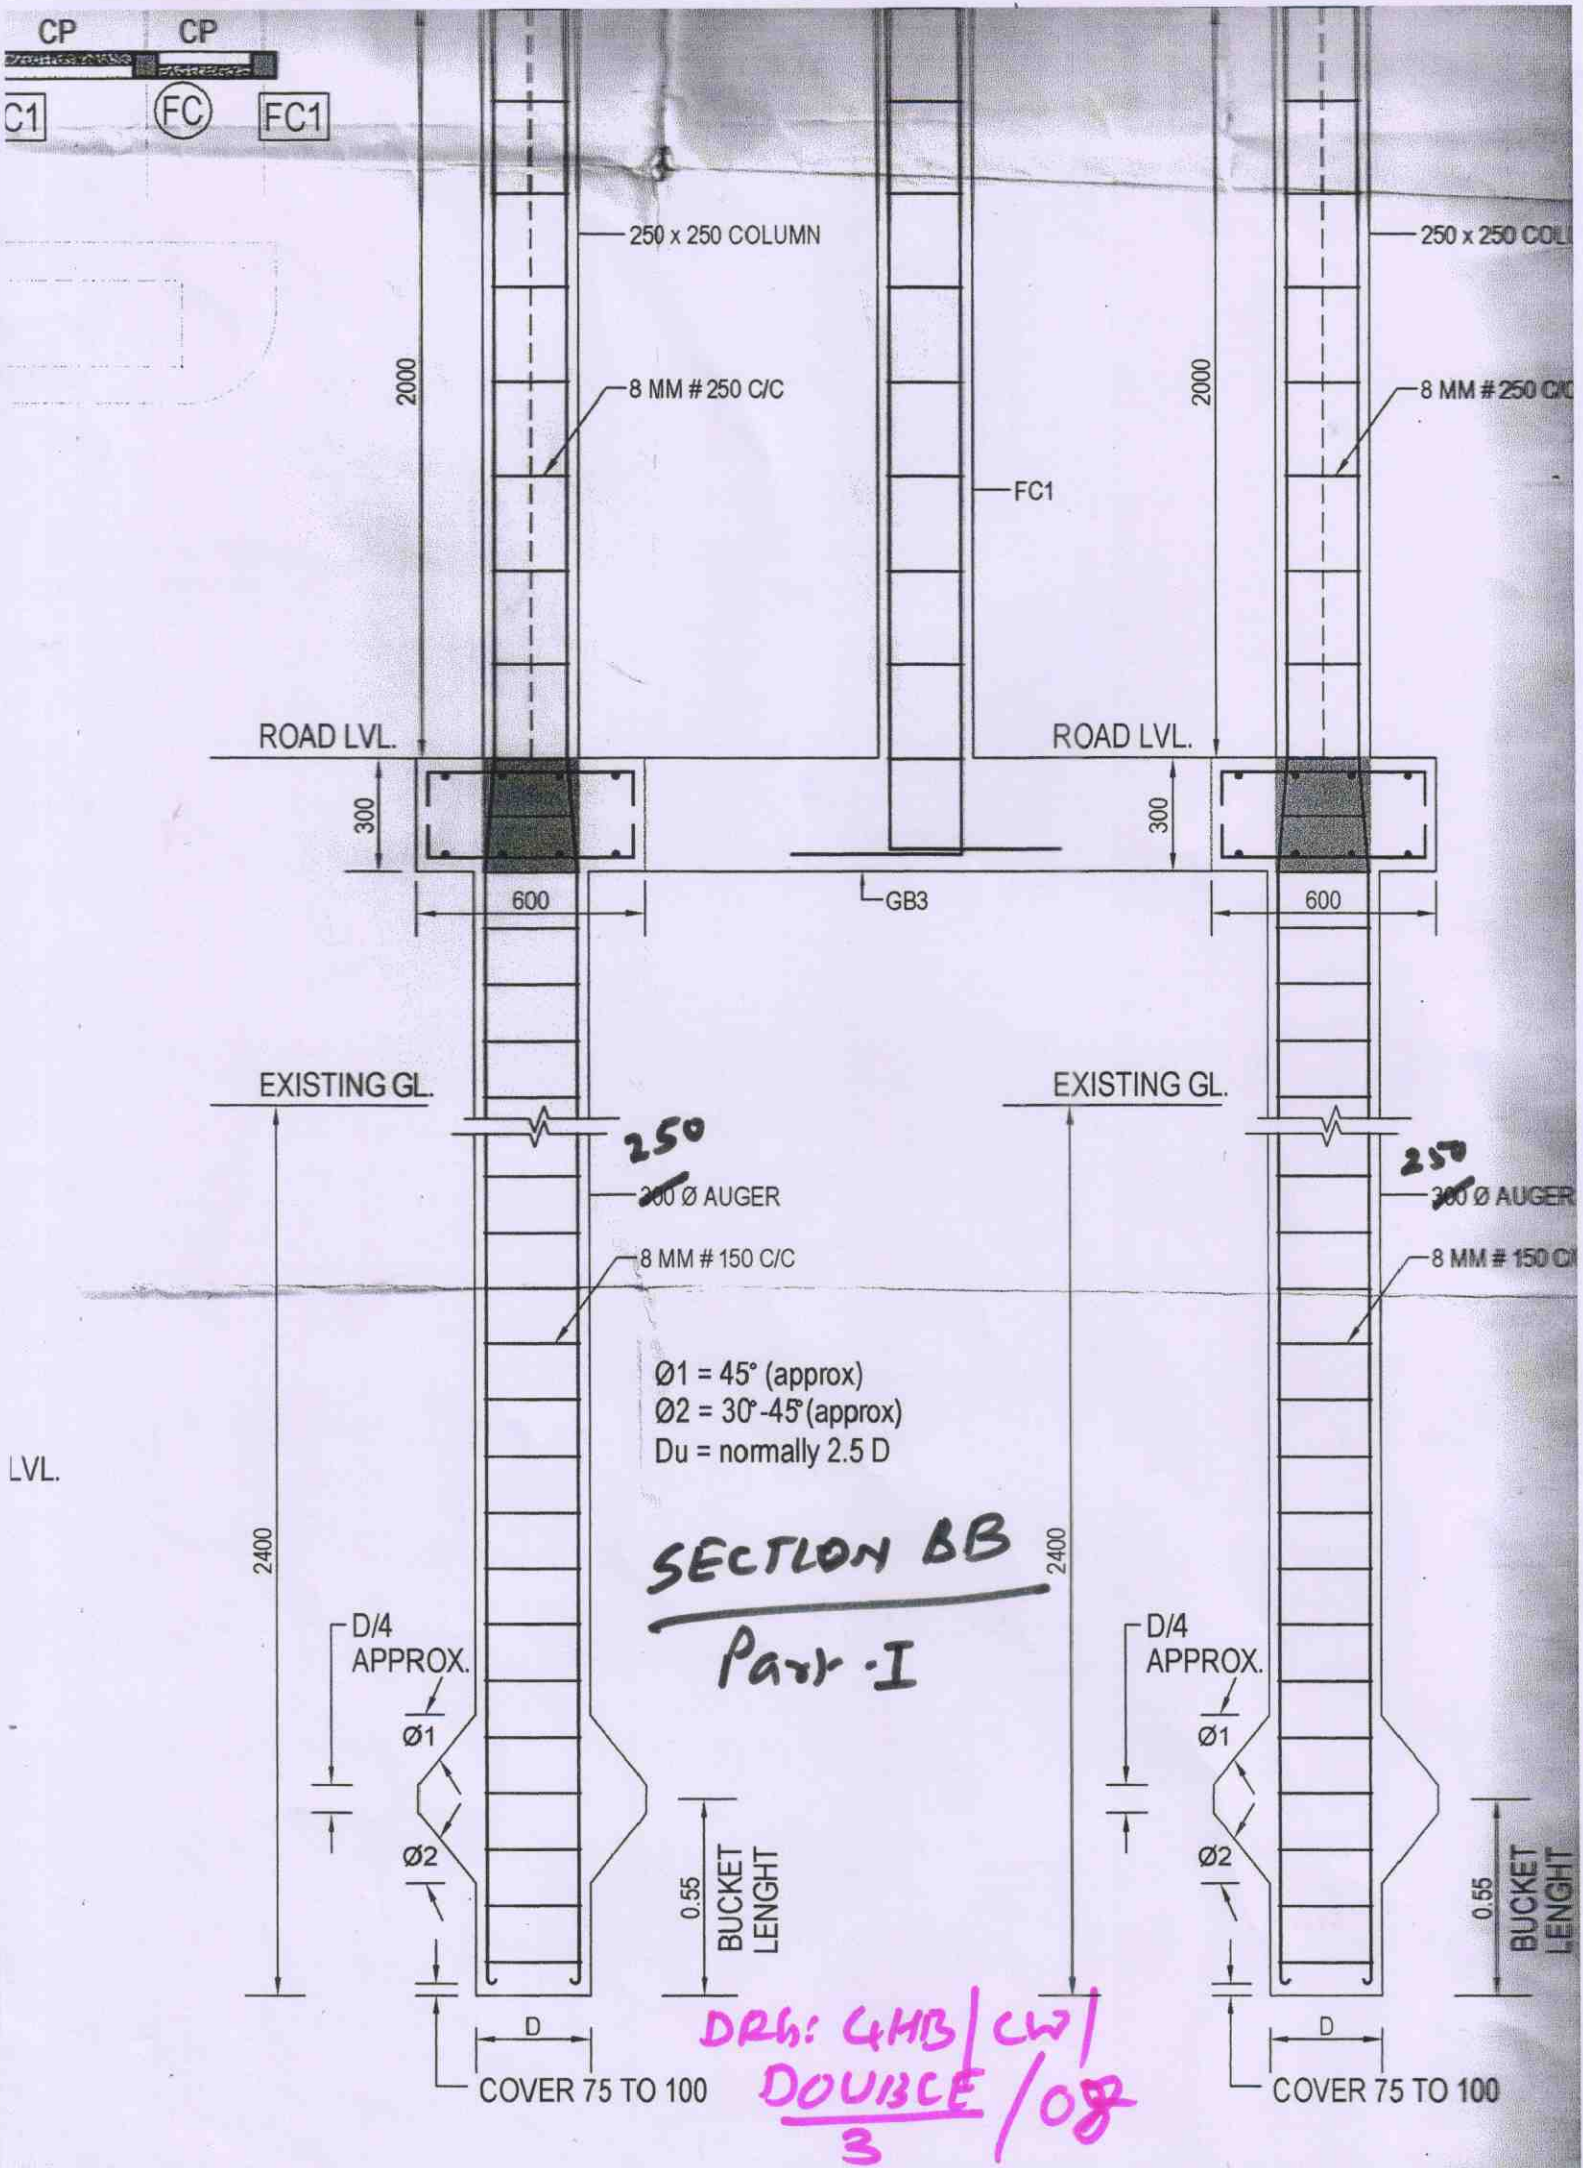 CP CP
C1 FC FC1
250 x 250 COLUMN
250 x 250 COL
2000
2000
8 MM # 250 C/C
8 MM # 250 C/C
FC1
ROAD LVL.
ROAD LVL.
300
300
600
GB3
600
EXISTING GL.
EXISTING GL.
250
250
300 Ø AUGER
300 Ø AUGER
8 MM # 150 C/C
8 MM # 150 C/
Ø1 = 45° (approx)
Ø2 = 30°-45°(approx)
Du = normally 2.5 D
LVL.
2400
2400
SECTION BB
Part-I
D/4
APPROX.
D/4
APPROX.
Ø1
Ø1
Ø2
Ø2
0.55
BUCKET
LENGHT
0.55
BUCKET
LENGHT
D
D
COVER 75 TO 100
COVER 75 TO 100
CW/
DOUBLE
3